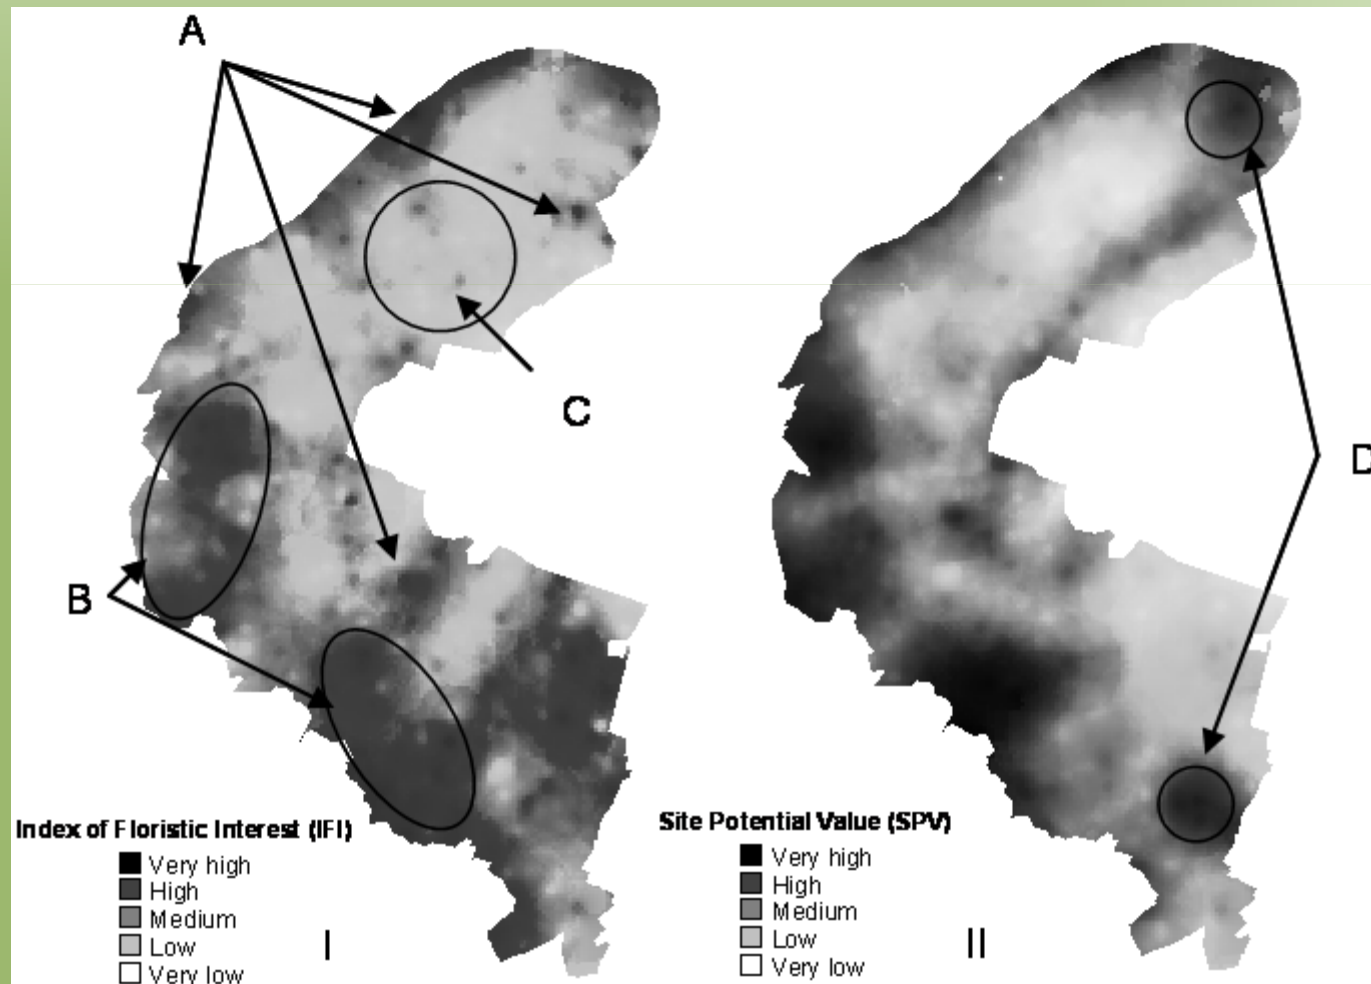 A
C
B
D
Index of Floristic Interest (IFI)
Very high
High
Medium
Low
Very low
I
Site Potential Value (SPV)
Very high
High
Medium
Low
Very low
II